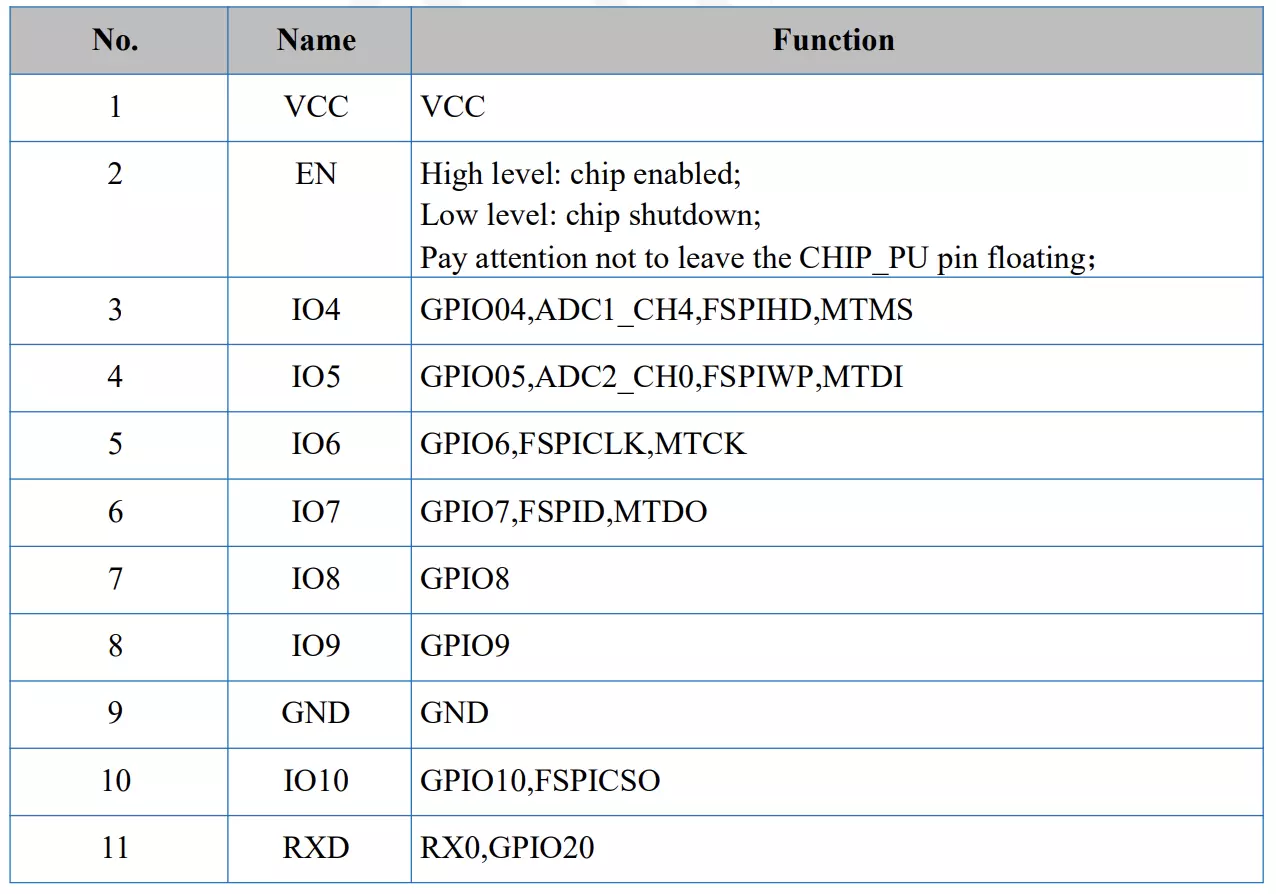 No. Name Function
1 VCC VCC
2 EN High level: chip enabled;
Low level: chip shutdown;
Pay attention not to leave the CHIP_PU pin floating；
3 IO4 GPIO04,ADC1_CH4,FSPIHD,MTMS
4 IO5 GPIO05,ADC2_CH0,FSPIWP,MTDI
5 IO6 GPIO6,FSPICLK,MTCK
6 IO7 GPIO7,FSPID,MTDO
7 IO8 GPIO8
8 IO9 GPIO9
9 GND GND
10 IO10 GPIO10,FSPICSO
11 RXD RX0,GPIO20